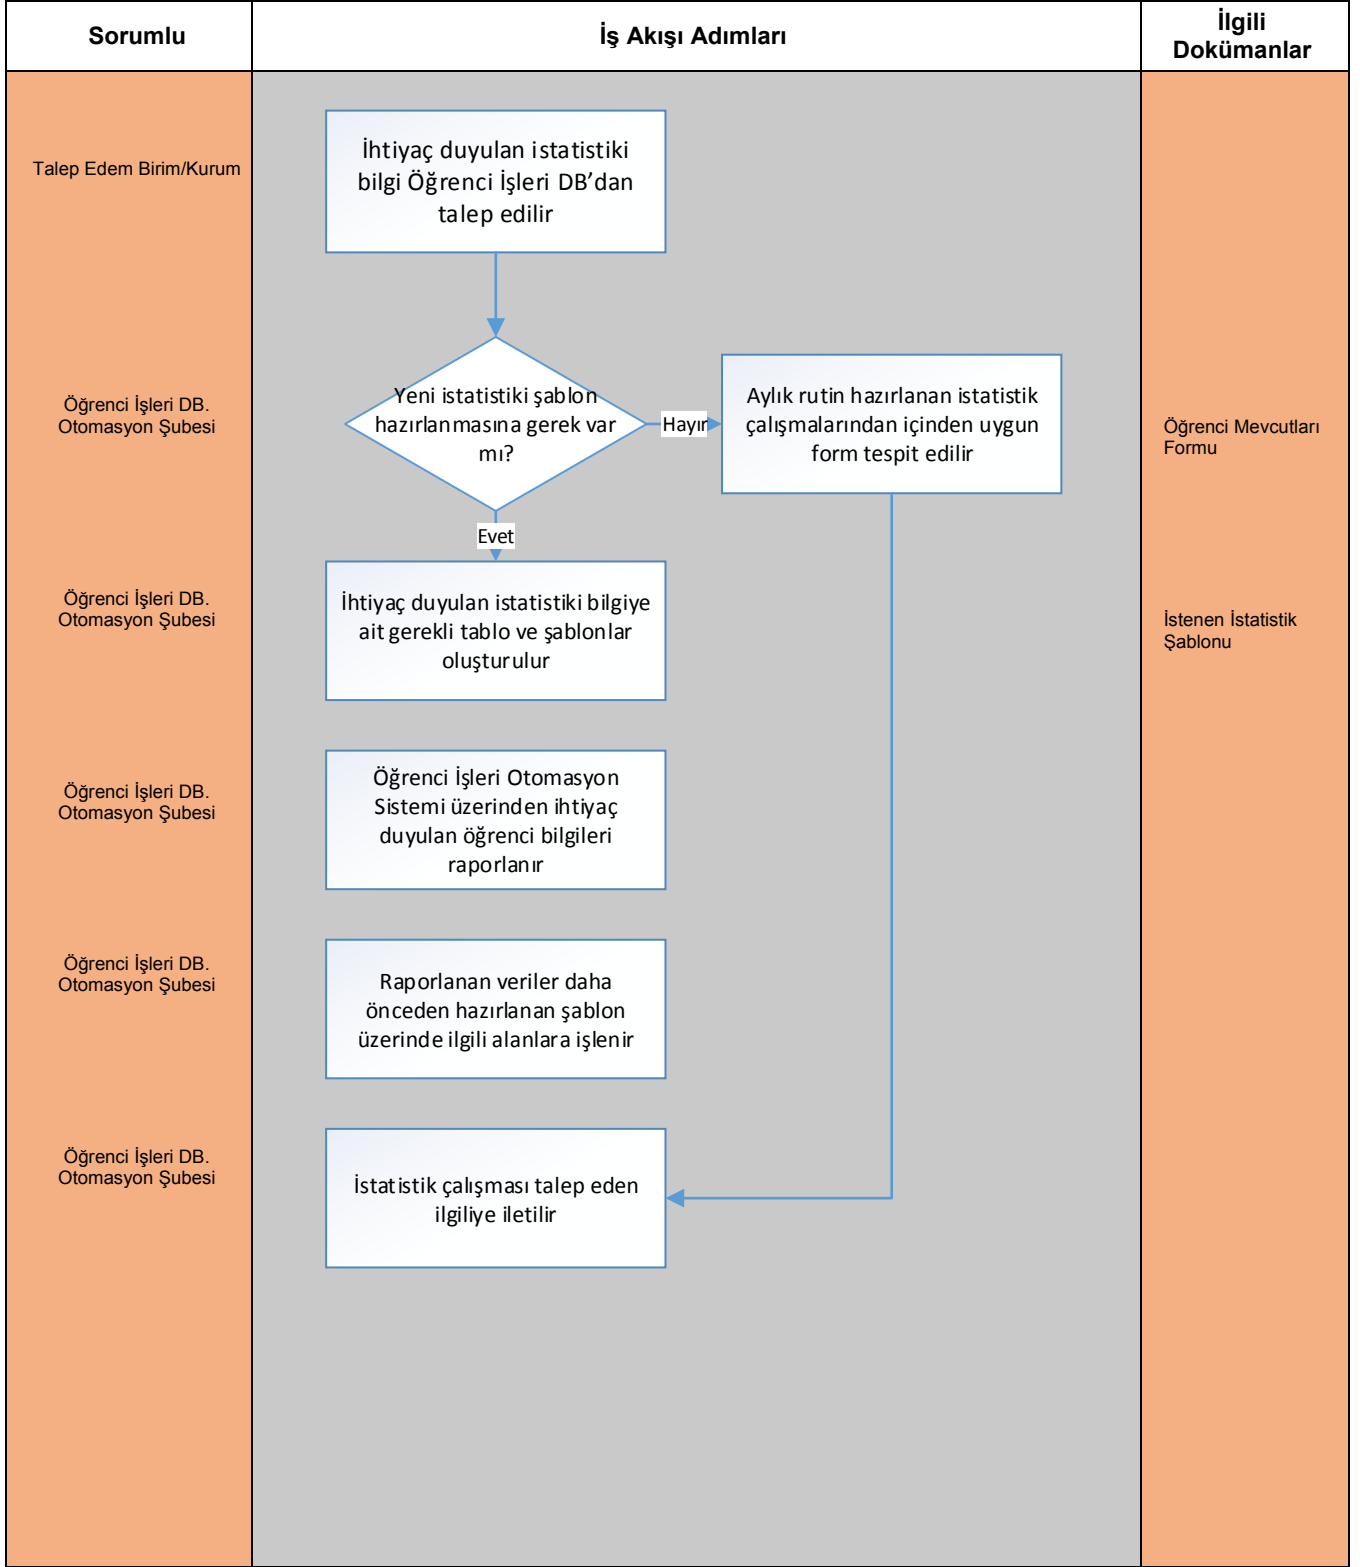 Sorumlu
İş Akışı Adımları
İlgili
Dokümanlar
Talep Edem Birim/Kurum
İhtiyaç duyulan istatistiki
bilgi Öğrenci İşleri DB’dan
talep edilir
Öğrenci İşleri DB.
Otomasyon Şubesi
Yeni istatistiki şablon
hazırlanmasına gerek var
mı?
Hayır
Aylık rutin hazırlanan istatistik
çalışmalarından içinden uygun
form tespit edilir
Öğrenci Mevcutları
Formu
Evet
Öğrenci İşleri DB.
Otomasyon Şubesi
İhtiyaç duyulan istatistiki bilgiye
ait gerekli tablo ve şablonlar
oluşturulur
İstenen İstatistik
Şablonu
Öğrenci İşleri DB.
Otomasyon Şubesi
Öğrenci İşleri Otomasyon
Sistemi üzerinden ihtiyaç
duyulan öğrenci bilgileri
raporlanır
Öğrenci İşleri DB.
Otomasyon Şubesi
Raporlanan veriler daha
önceden hazırlanan şablon
üzerinde ilgili alanlara işlenir
Öğrenci İşleri DB.
Otomasyon Şubesi
İstatistik çalışması talep eden
ilgiliye iletilir